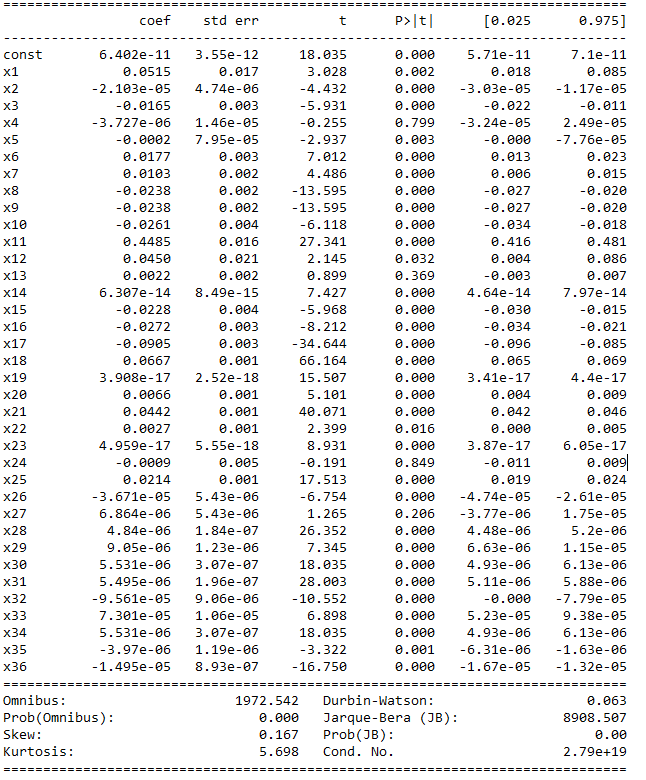 ==============================================================================
coef std err t P>|t| [0.025 0.975]
------------------------------------------------------------------------------
const 6.402e-11 3.55e-12 18.035 0.000 5.71e-11 7.1e-11
x1 0.0515 0.017 3.028 0.002 0.018 0.085
x2 -2.103e-05 4.74e-06 -4.432 0.000 -3.03e-05 -1.17e-05
x3 -0.0165 0.003 -5.931 0.000 -0.022 -0.011
x4 -3.727e-06 1.46e-05 -0.255 0.799 -3.24e-05 2.49e-05
x5 -0.0002 7.95e-05 -2.937 0.003 -0.000 -7.76e-05
x6 0.0177 0.003 7.012 0.000 0.013 0.023
x7 0.0103 0.002 4.486 0.000 0.006 0.015
x8 -0.0238 0.002 -13.595 0.000 -0.027 -0.020
x9 -0.0238 0.002 -13.595 0.000 -0.027 -0.020
x10 -0.0261 0.004 -6.118 0.000 -0.034 -0.018
x11 0.4485 0.016 27.341 0.000 0.416 0.481
x12 0.0450 0.021 2.145 0.032 0.004 0.086
x13 0.0022 0.002 0.899 0.369 -0.003 0.007
x14 6.307e-14 8.49e-15 7.427 0.000 4.64e-14 7.97e-14
x15 -0.0228 0.004 -5.968 0.000 -0.030 -0.015
x16 -0.0272 0.003 -8.212 0.000 -0.034 -0.021
x17 -0.0905 0.003 -34.644 0.000 -0.096 -0.085
x18 0.0667 0.001 66.164 0.000 0.065 0.069
x19 3.908e-17 2.52e-18 15.507 0.000 3.41e-17 4.4e-17
x20 0.0066 0.001 5.101 0.000 0.004 0.009
x21 0.0442 0.001 40.071 0.000 0.042 0.046
x22 0.0027 0.001 2.399 0.016 0.000 0.005
x23 4.959e-17 5.55e-18 8.931 0.000 3.87e-17 6.05e-17
x24 -0.0009 0.005 -0.191 0.849 -0.011 0.009
x25 0.0214 0.001 17.513 0.000 0.019 0.024
x26 -3.671e-05 5.43e-06 -6.754 0.000 -4.74e-05 -2.61e-05
x27 6.864e-06 5.43e-06 1.265 0.206 -3.77e-06 1.75e-05
x28 4.84e-06 1.84e-07 26.352 0.000 4.48e-06 5.2e-06
x29 9.05e-06 1.23e-06 7.345 0.000 6.63e-06 1.15e-05
x30 5.531e-06 3.07e-07 18.035 0.000 4.93e-06 6.13e-06
x31 5.495e-06 1.96e-07 28.003 0.000 5.11e-06 5.88e-06
x32 -9.561e-05 9.06e-06 -10.552 0.000 -0.000 -7.79e-05
x33 7.301e-05 1.06e-05 6.898 0.000 5.23e-05 9.38e-05
x34 5.531e-06 3.07e-07 18.035 0.000 4.93e-06 6.13e-06
x35 -3.97e-06 1.19e-06 -3.322 0.001 -6.31e-06 -1.63e-06
x36 -1.495e-05 8.93e-07 -16.750 0.000 -1.67e-05 -1.32e-05
==============================================================================
Omnibus: 1972.542 Durbin-Watson: 0.063
Prob(Omnibus): 0.000 Jarque-Bera (JB): 8908.507
Skew: 0.167 Prob(JB): 0.00
Kurtosis: 5.698 Cond. No. 2.79e+19
==============================================================================